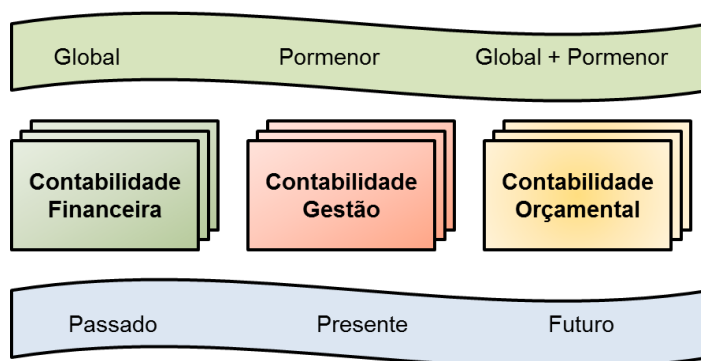 Global Pormenor Global + Pormenor
Contabilidade Financeira
Contabilidade Gestão
Contabilidade Orçamental
Passado Presente Futuro